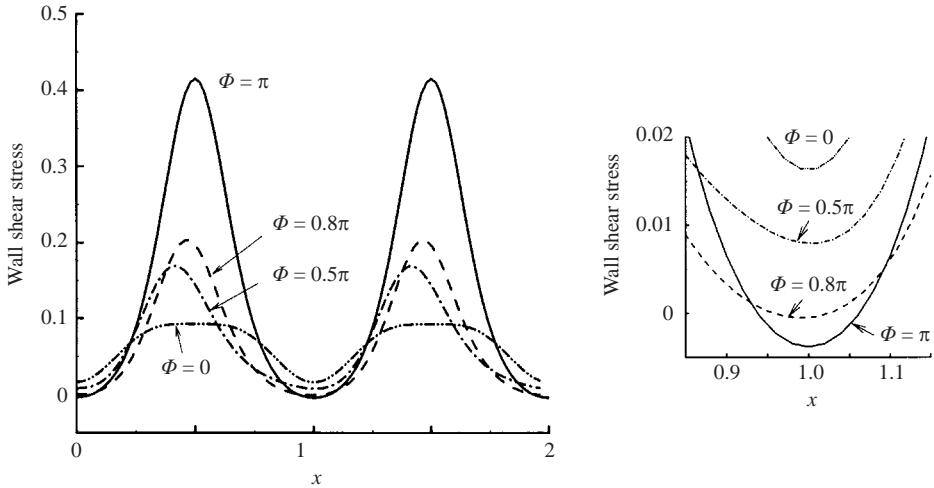 0.5
0.4
0.3
0.2
0.1
0
Wall shear stress
Φ = π
Φ = 0.8π
Φ = 0.5π
Φ = 0
0 1 2
x
0.02
0.01
0
Wall shear stress
Φ = 0
Φ = 0.5π
Φ = 0.8π
Φ = π
0.9 1.0 1.1
x